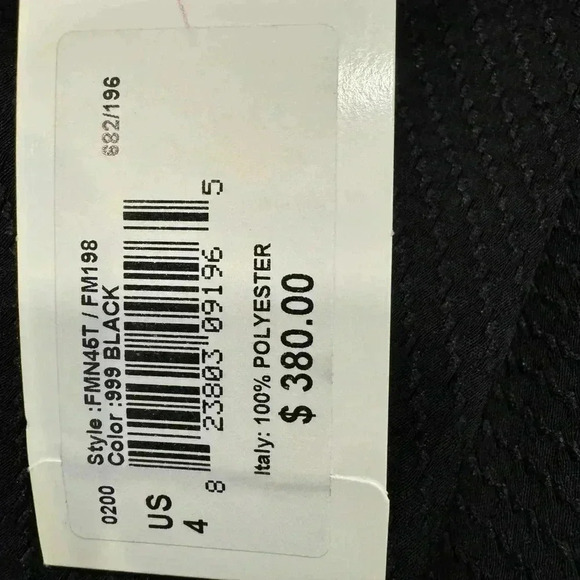 682/196
0200 Style :FMN45T / FM198
Color :999 BLACK
US
4
8 23803 09196 5
Italy: 100% POLYESTER
$ 380.00